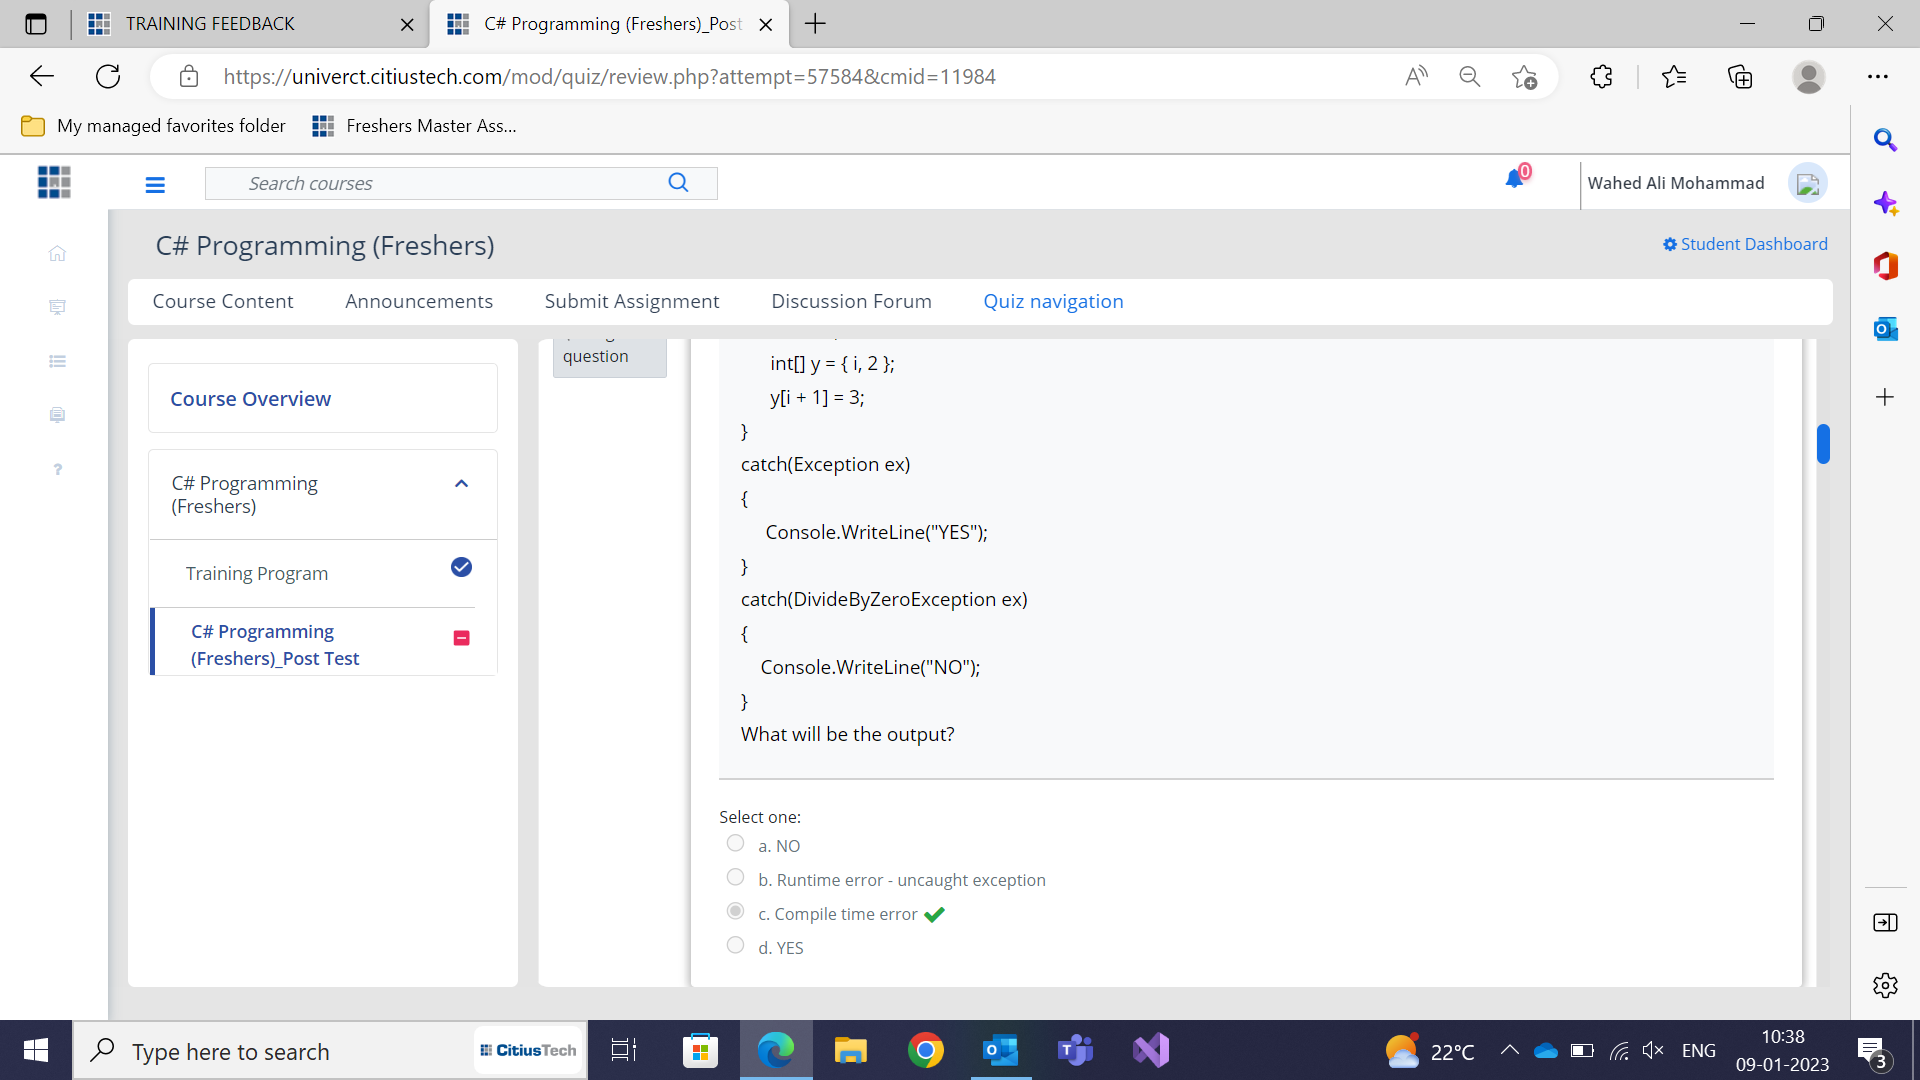 TRAINING FEEDBACK
C# Programming (Freshers)_Post
https://univerct.citiustech.com/mod/quiz/review.php?attempt=57584&cmid=11984
My managed favorites folder
Freshers Master Ass...
Search courses
0
Wahed Ali Mohammad
C# Programming (Freshers)
Student Dashboard
Course Content
Announcements
Submit Assignment
Discussion Forum
Quiz navigation
Course Overview
C# Programming
(Freshers)
Training Program
C# Programming
(Freshers)_Post Test
question
int[] y = { i, 2 };
y[i + 1] = 3;
}
catch(Exception ex)
{
Console.WriteLine("YES");
}
catch(DivideByZeroException ex)
{
Console.WriteLine("NO");
}
What will be the output?
Select one:
a. NO
b. Runtime error - uncaught exception
c. Compile time error
d. YES
Type here to search
CitiusTech
22°C
ENG
10:38
09-01-2023
3